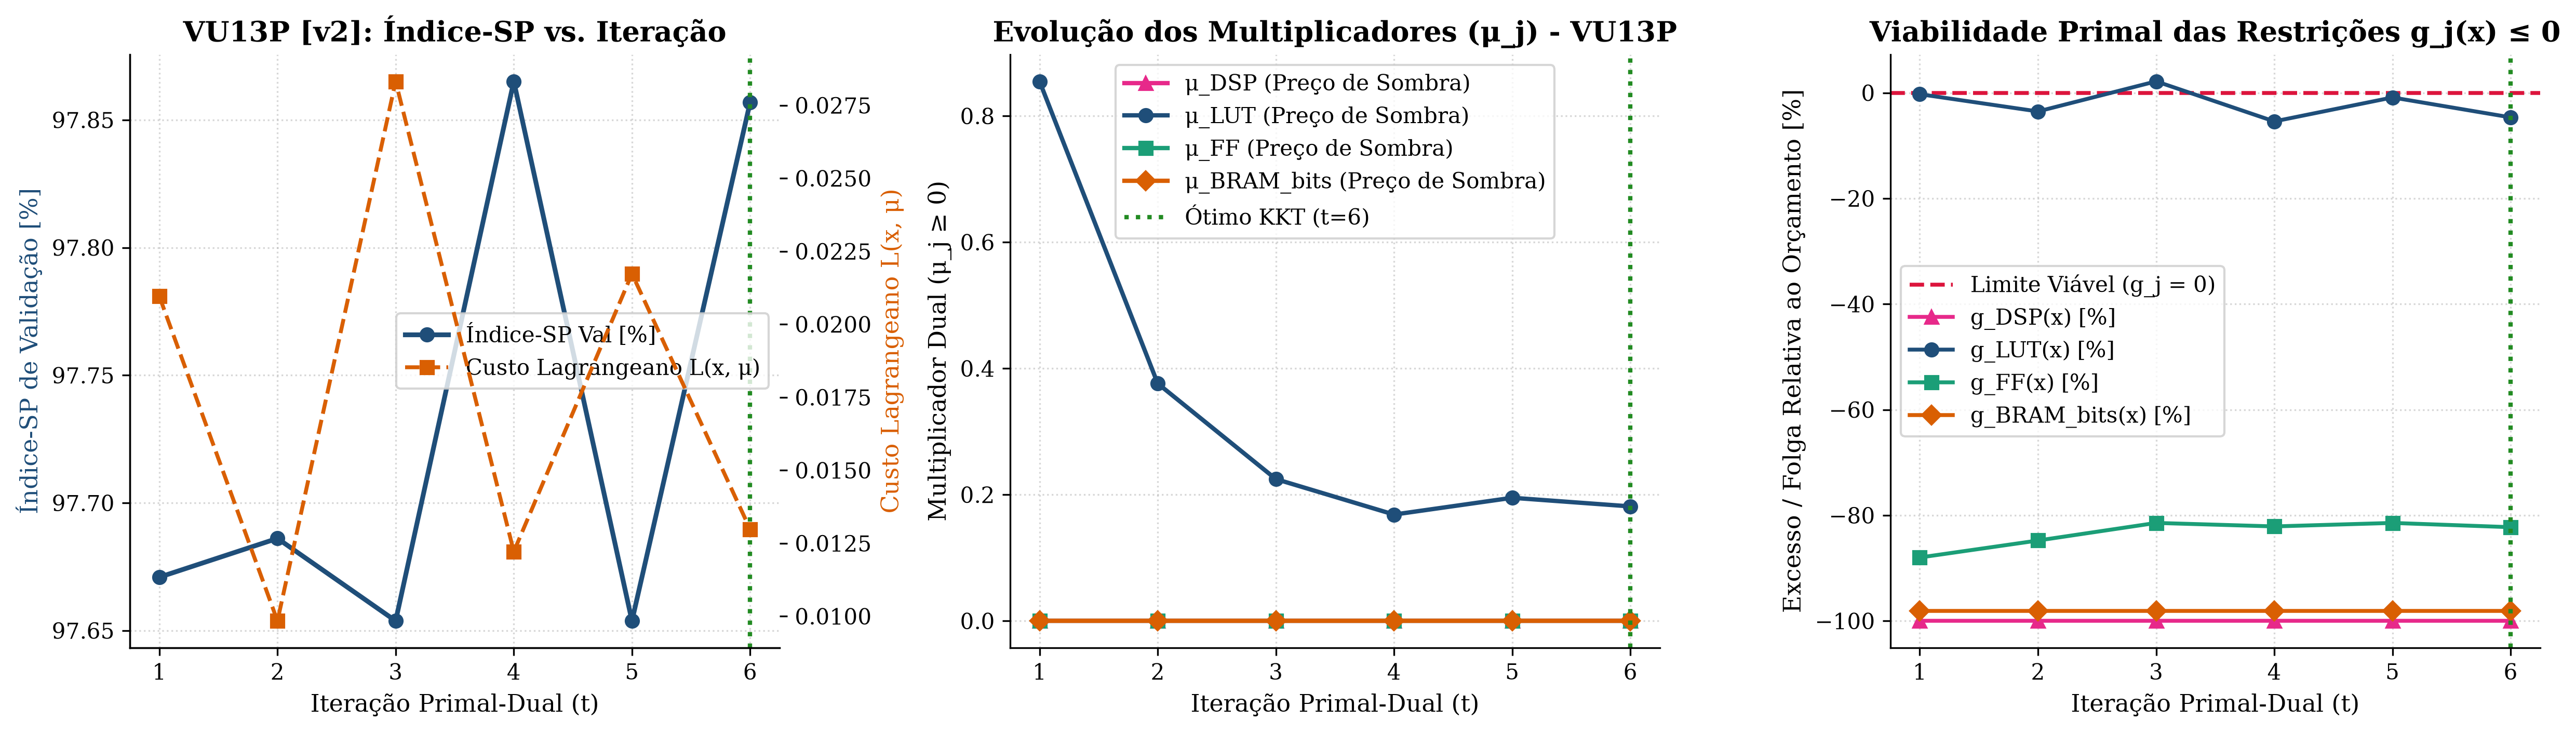 VU13P [v2]: Índice-SP vs. Iteração
Índice-SP de Validação [%]
97.85
97.80
97.75
97.70
97.65
Índice-SP Val [%]
Custo Lagrangeano L(x, μ)
0.0275
0.0250
0.0225
0.0200
0.0175
0.0150
0.0125
0.0100
Custo Lagrangeano L(x, μ)
1 2 3 4 5 6
Iteração Primal-Dual (t)
Evolução dos Multiplicadores (μ_j) - VU13P
Multiplicador Dual (μ_j ≥ 0)
0.8
0.6
0.4
0.2
0.0
μ_DSP (Preço de Sombra)
μ_LUT (Preço de Sombra)
μ_FF (Preço de Sombra)
μ_BRAM_bits (Preço de Sombra)
Ótimo KKT (t=6)
1 2 3 4 5 6
Iteração Primal-Dual (t)
Viabilidade Primal das Restrições g_j(x) ≤ 0
Excesso / Folga Relativa ao Orçamento [%]
0
−20
−40
−60
−80
−100
Limite Viável (g_j = 0)
g_DSP(x) [%]
g_LUT(x) [%]
g_FF(x) [%]
g_BRAM_bits(x) [%]
1 2 3 4 5 6
Iteração Primal-Dual (t)